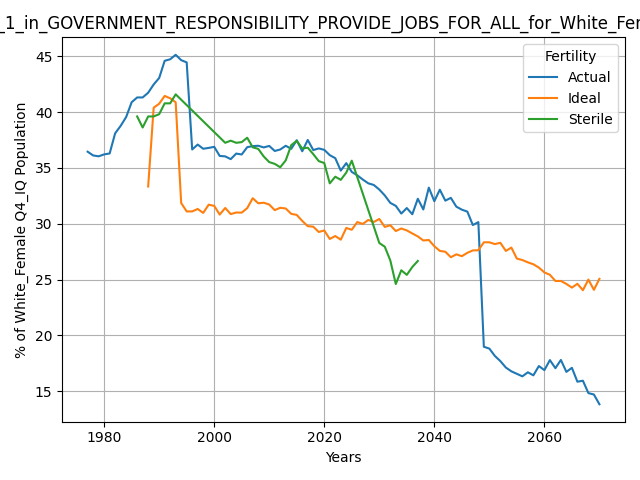 _1_in_GOVERNMENT_RESPONSIBILITY_PROVIDE_JOBS_FOR_ALL_for_White_Fem
% of White_Female Q4_IQ Population
45
40
35
30
25
20
15
1980
2000
2020
2040
2060
Years
Fertility
Actual
Ideal
Sterile